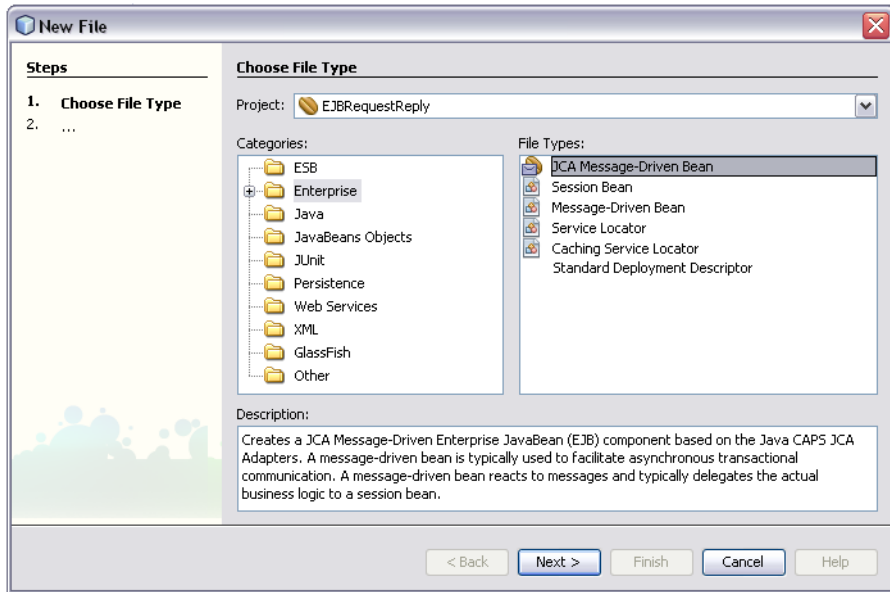 New File
Steps
1. Choose File Type
2. ...
Choose File Type
Project: EJBRequestReply
Categories:
ESB
Enterprise
Java
JavaBeans Objects
JUnit
Persistence
Web Services
XML
GlassFish
Other
File Types:
JCA Message-Driven Bean
Session Bean
Message-Driven Bean
Service Locator
Caching Service Locator
Standard Deployment Descriptor
Description:
Creates a JCA Message-Driven Enterprise JavaBean (EJB) component based on the Java CAPS JCA
Adapters. A message-driven bean is typically used to facilitate asynchronous transactional
communication. A message-driven bean reacts to messages and typically delegates the actual
business logic to a session bean.
< Back Next > Finish Cancel Help